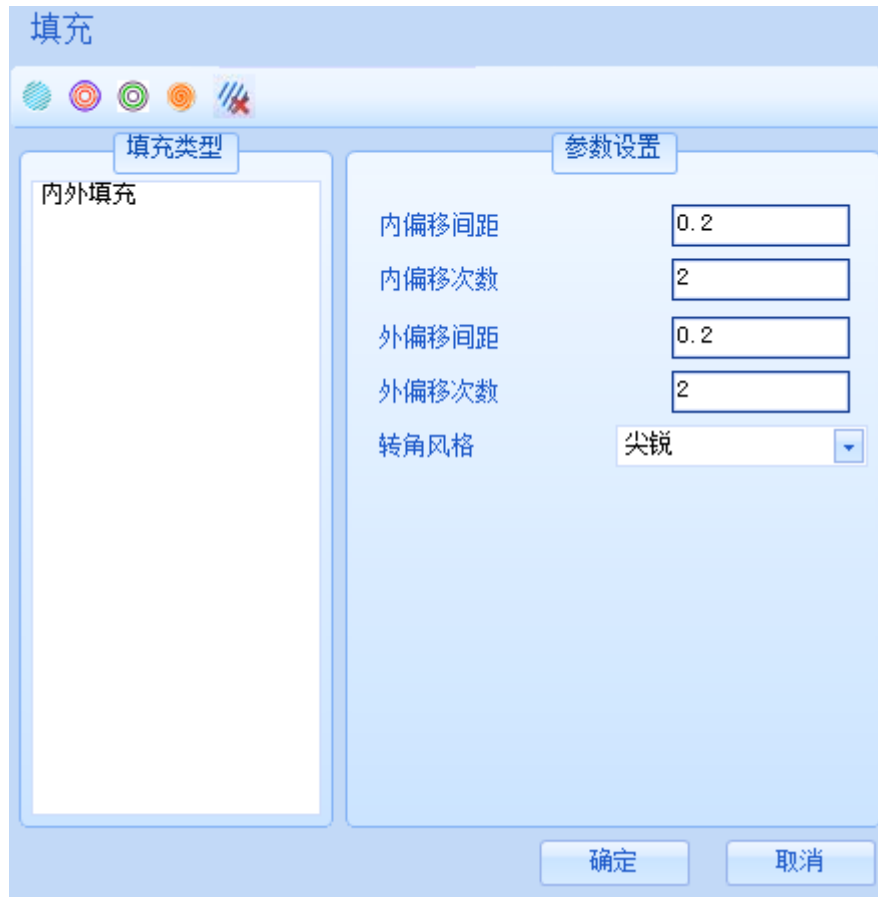 填充
填充类型
内外填充
参数设置
内偏移间距 0.2
内偏移次数 2
外偏移间距 0.2
外偏移次数 2
转角风格 尖锐
确定 取消